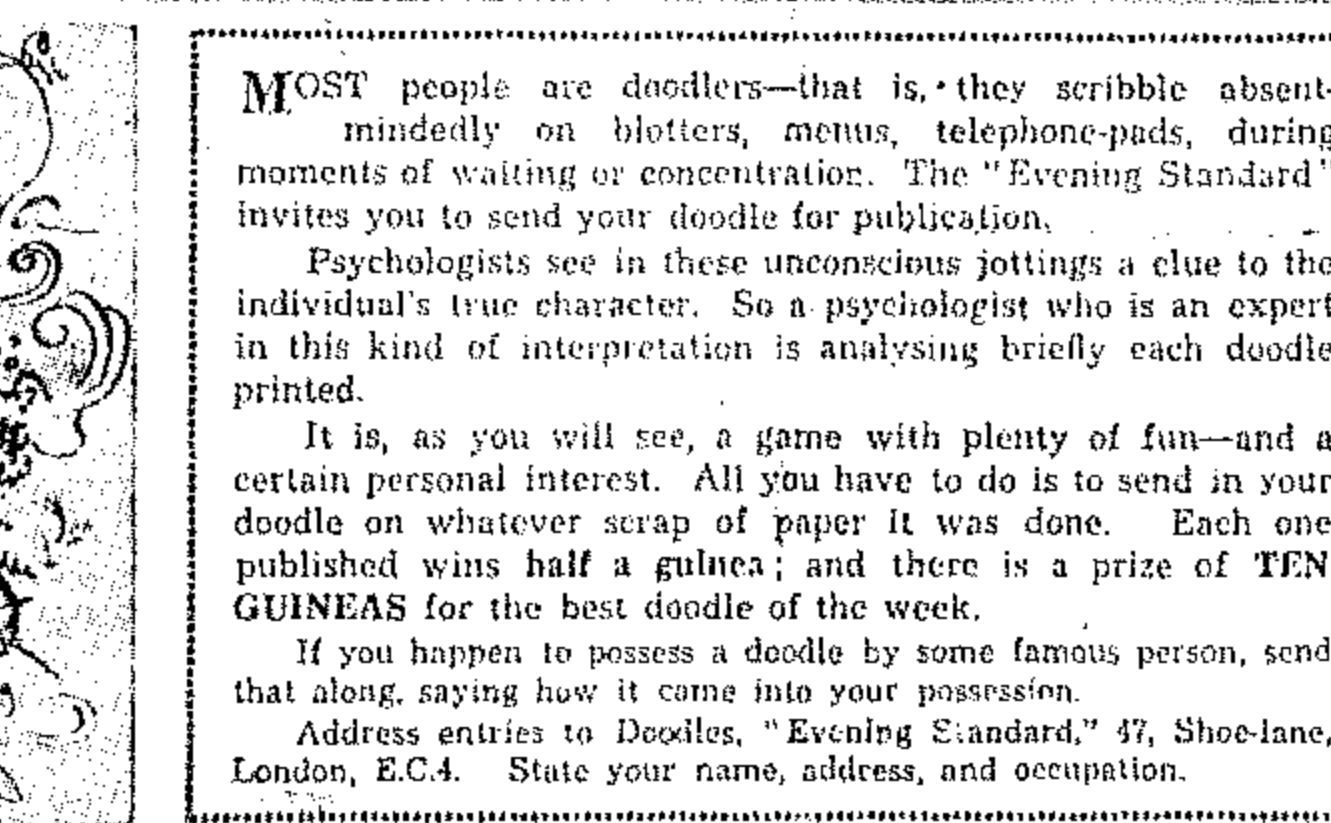 MOST people are doodlers—that is, they scribble absent-
mindedly on blotters, menus, telephone-pads, during
moments of waiting or concentration. The "Evening Standard"
invites you to send your doodle for publication.
Psychologists see in these unconscious jottings a clue to the
individual's true character. So a psychologist who is an expert
in this kind of interpretation is analysing briefly each doodle
printed.
It is, as you will see, a game with plenty of fun—and a
certain personal interest. All you have to do is to send in your
doodle on whatever scrap of paper it was done. Each one
published wins half a guinea; and there is a prize of TEN
GUINEAS for the best doodle of the week.
If you happen to possess a doodle by some famous person, send
that along, saying how it came into your possession.
Address entries to Doodles, "Evening Standard," 47, Shoe-lane,
London, E.C.4. State your name, address, and occupation.